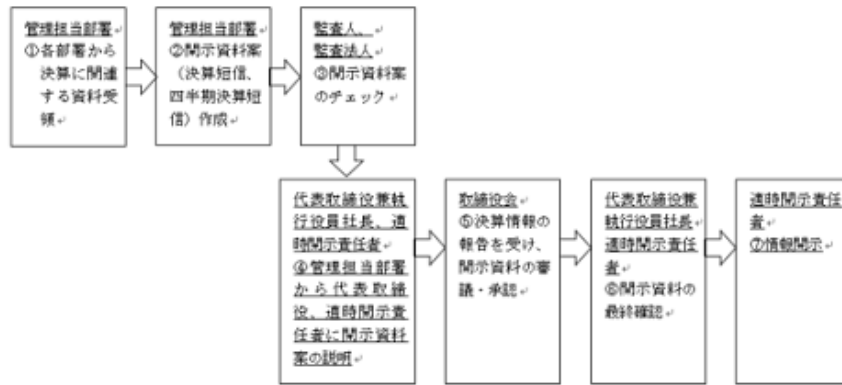 管理担当部署
①各部署から
決算に関連
する資料受
領
管理担当部署
②開示資料案
（決算短信、
四半期決算短
信）作成
監査人、
監査法人
③開示資料案
のチェック
代表取締役兼執
行役員社長、適
時開示責任者
④管理担当部署
から代表取締
役、適時開示責
任者に開示資料
案の説明
取締役会
⑤決算情報の
報告を受け、
開示資料の審
議・承認
代表取締役兼
執行役員社長
適時開示責任
者
⑥開示資料の
最終確認
適時開示責任
者
⑦情報開示